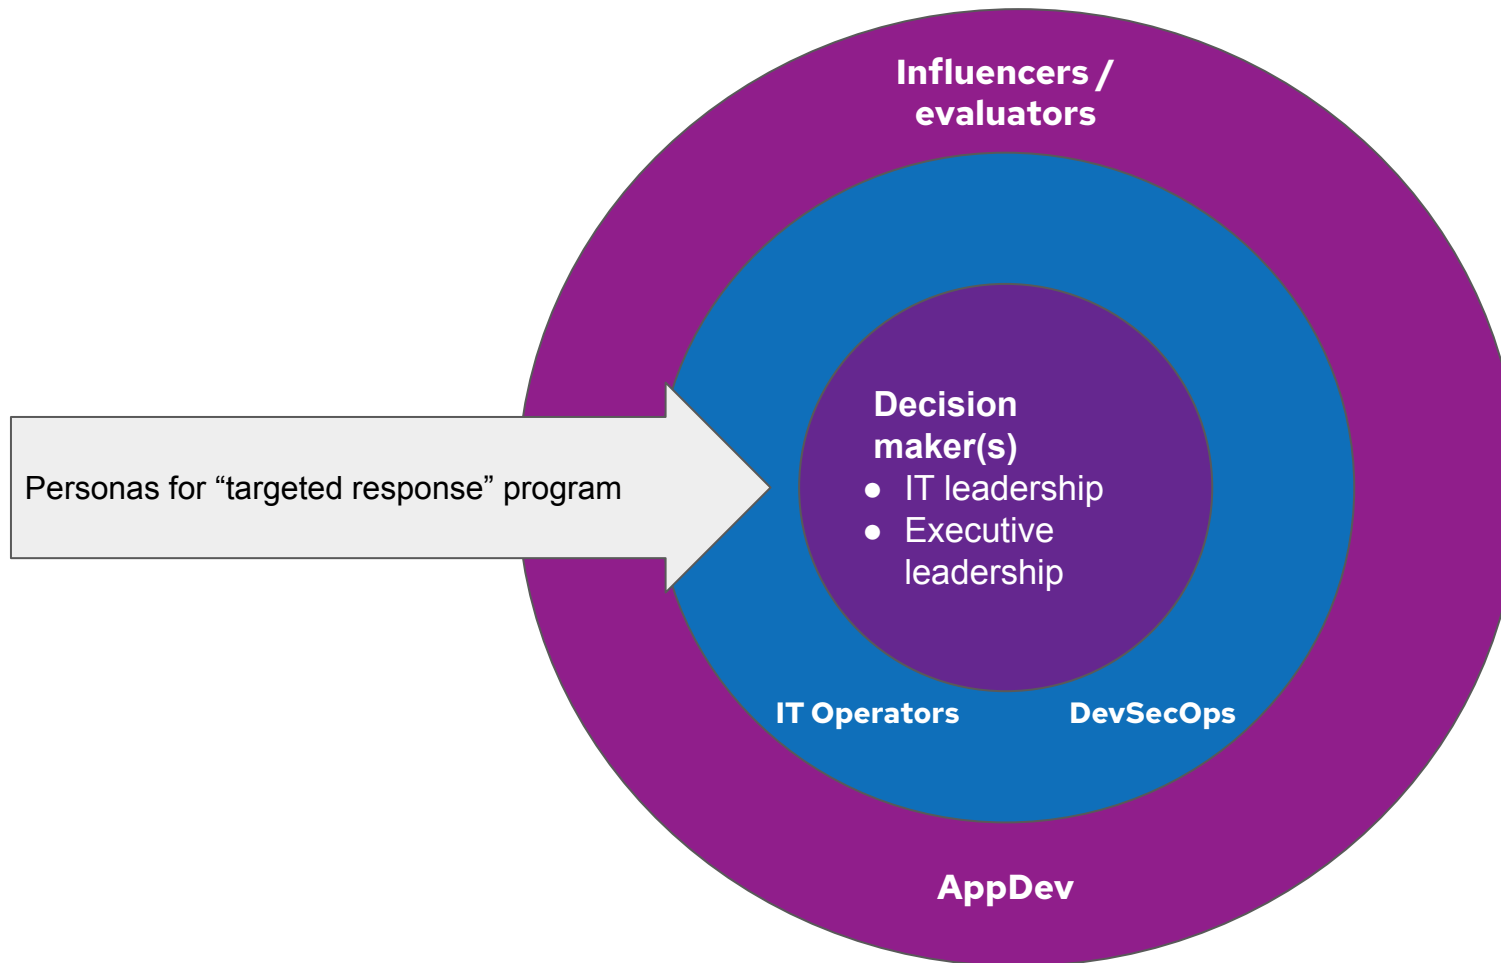 Influencers /
evaluators
Personas for “targeted response” program
Decision
maker(s)
● IT leadership
● Executive
leadership
IT Operators
DevSecOps
AppDev